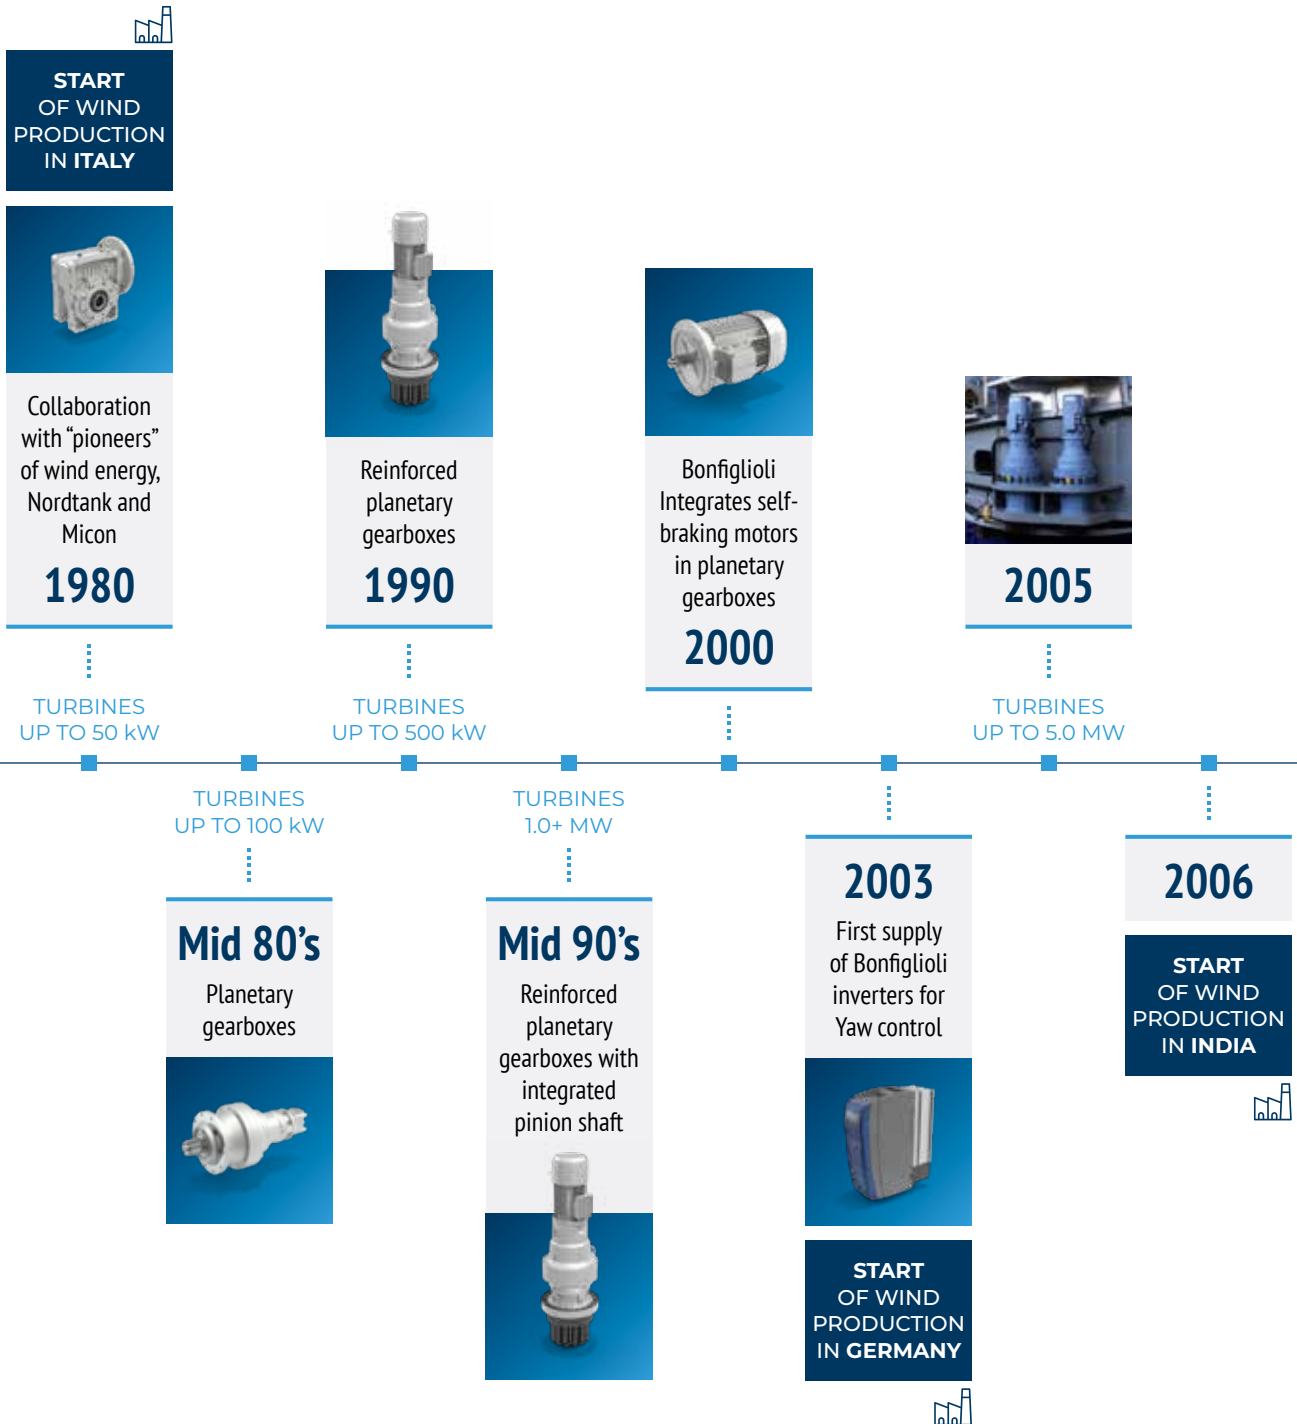 START
OF WIND
PRODUCTION
IN ITALY
Collaboration
with “pioneers”
of wind energy,
Nordtank and
Micon
1980
TURBINES
UP TO 50 kW
TURBINES
UP TO 100 kW
Mid 80’s
Planetary
gearboxes
Reinforced
planetary
gearboxes
1990
TURBINES
UP TO 500 kW
TURBINES
1.0+ MW
Mid 90’s
Reinforced
planetary
gearboxes with
integrated
pinion shaft
Bonfiglioli
Integrates self-
braking motors
in planetary
gearboxes
2000
2003
First supply
of Bonfiglioli
inverters for
Yaw control
START
OF WIND
PRODUCTION
IN GERMANY
2005
TURBINES
UP TO 5.0 MW
2006
START
OF WIND
PRODUCTION
IN INDIA